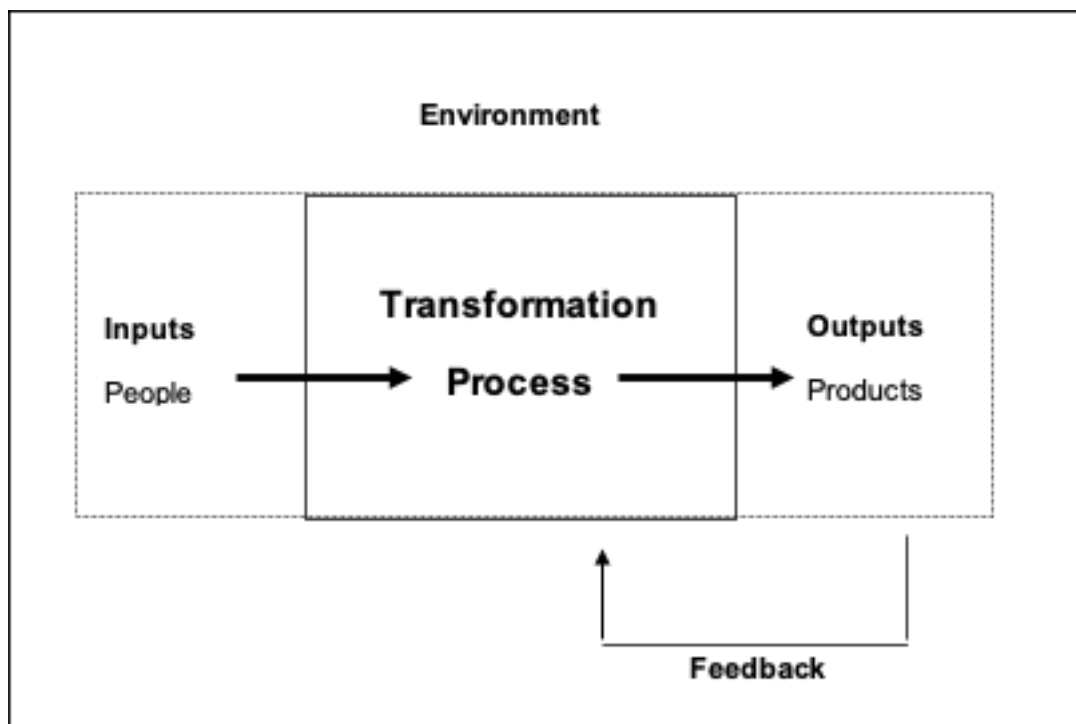 Environment
Transformation
Process
Inputs
People
Outputs
Products
Feedback